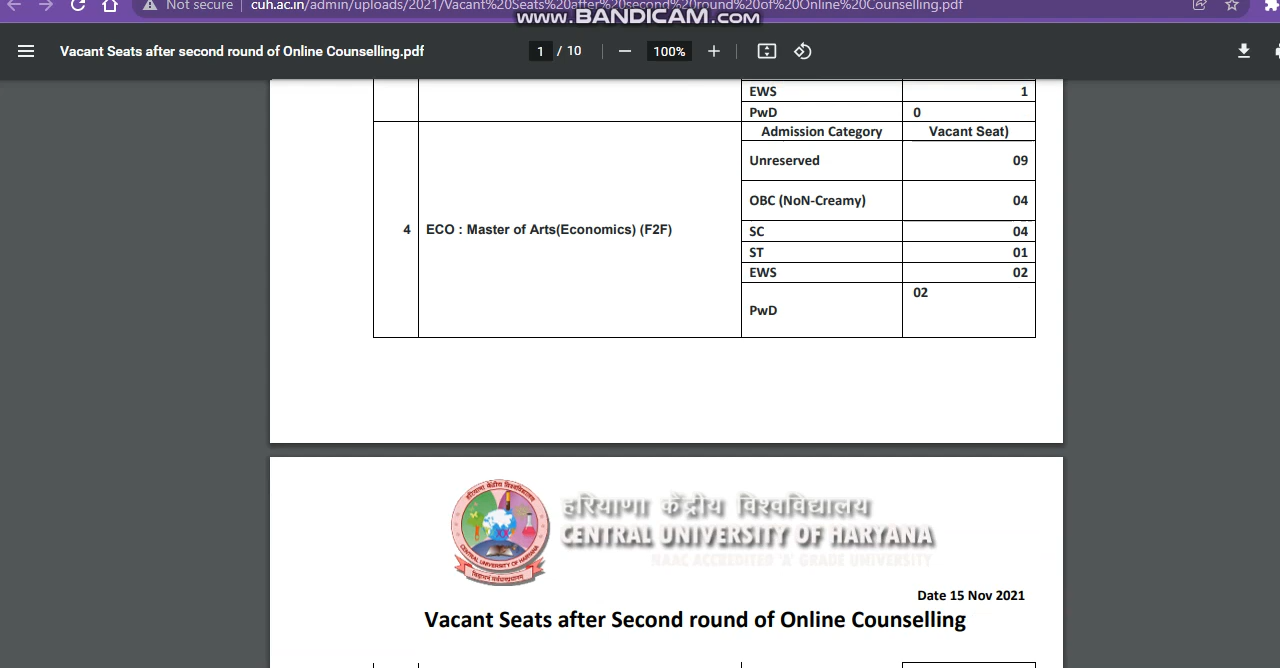 Not secure | cuh.ac.in/admin/uploads/2021/Vacant%20Seats%20after%20second%20round%20of%20Online%20Counselling.pdf
www.BANDICAM.com
Vacant Seats after second round of Online Counselling.pdf 1 / 10 — 100% +
EWS 1
PwD 0
Admission Category Vacant Seat)
Unreserved 09
OBC (NoN-Creamy) 04
4 ECO : Master of Arts(Economics) (F2F)
SC 04
ST 01
EWS 02
PwD 02
हरियाणा केंद्रीय विश्वविद्यालय
CENTRAL UNIVERSITY OF HARYANA
NAAC ACCREDITED 'A' GRADE UNIVERSITY
CENTRAL UNIVERSITY OF HARYANA
Date 15 Nov 2021
Vacant Seats after Second round of Online Counselling